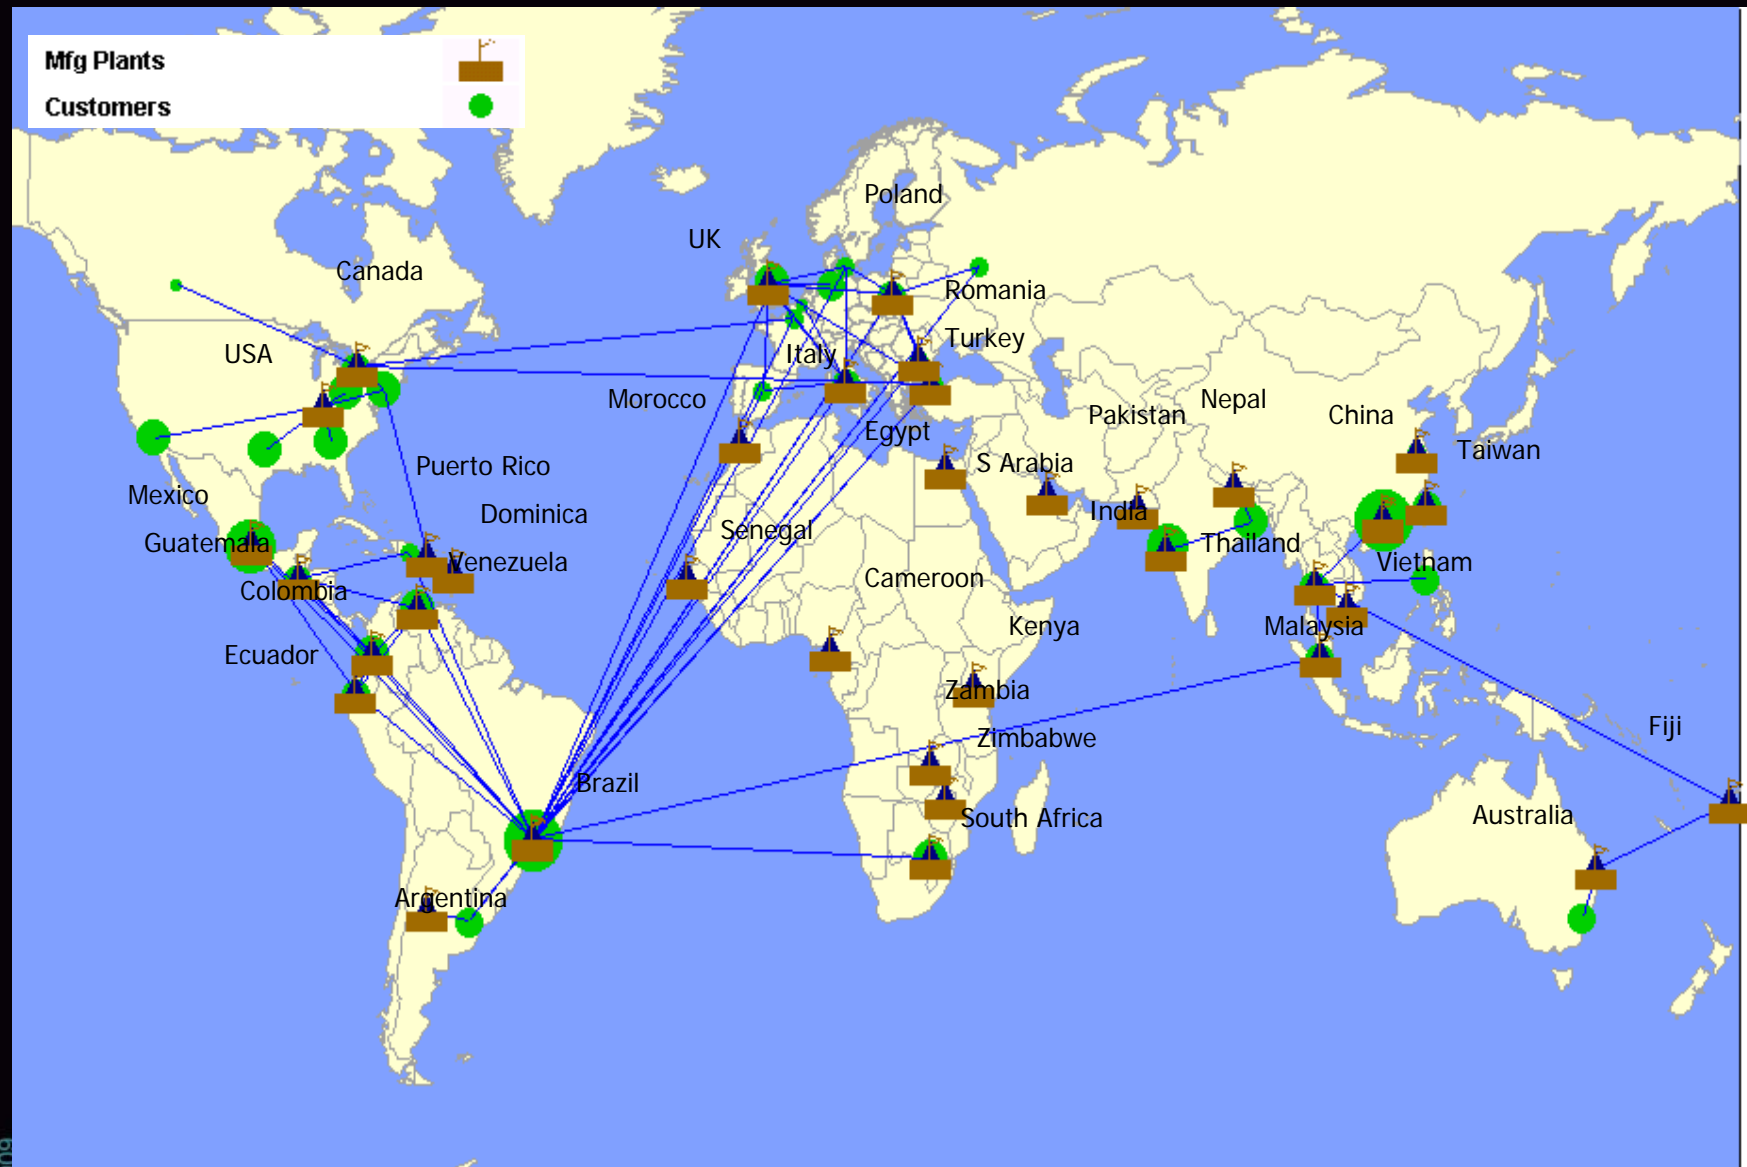 Mfg Plants
Customers
Poland
UK
Canada
Romania
Turkey
USA
Italy
Morocco
Nepal
Pakistan
China
Egypt
Taiwan
S Arabia
Puerto Rico
Mexico
India
Dominica
Senegal
Guatemala
Thailand
Venezuela
Vietnam
Cameroon
Colombia
Kenya
Malaysia
Ecuador
Zambia
Fiji
Zimbabwe
Brazil
Australia
South Africa
Argentina
09